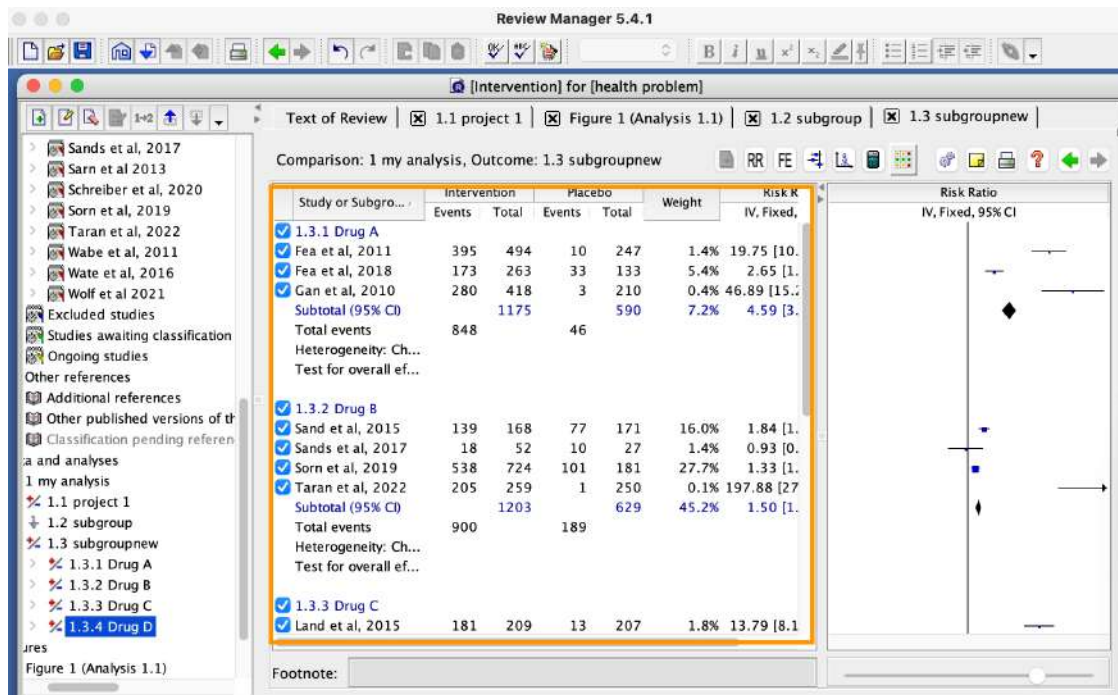 Review Manager 5.4.1
B i u x² x₂
1→2
[Intervention] for [health problem]
Text of Review 1.1 project 1 Figure 1 (Analysis 1.1) 1.2 subgroup 1.3 subgroupnew
Sands et al, 2017
Sarn et al 2013
Schreiber et al, 2020
Sorn et al, 2019
Taran et al, 2022
Wabe et al, 2011
Wate et al, 2016
Wolf et al 2021
Excluded studies
Studies awaiting classification
Ongoing studies
Other references
Additional references
Other published versions of th
Classification pending referen
a and analyses
1 my analysis
1.1 project 1
1.2 subgroup
1.3 subgroupnew
1.3.1 Drug A
1.3.2 Drug B
1.3.3 Drug C
1.3.4 Drug D
ures
Figure 1 (Analysis 1.1)
Comparison: 1 my analysis, Outcome: 1.3 subgroupnew RR FE ?
Study or Subgro... Intervention Placebo Weight Risk R
Events Total Events Total IV, Fixed,
1.3.1 Drug A
Fea et al, 2011 395 494 10 247 1.4% 19.75 [10.
Fea et al, 2018 173 263 33 133 5.4% 2.65 [1.
Gan et al, 2010 280 418 3 210 0.4% 46.89 [15.2
Subtotal (95% CI) 1175 590 7.2% 4.59 [3.
Total events 848 46
Heterogeneity: Ch...
Test for overall ef...
1.3.2 Drug B
Sand et al, 2015 139 168 77 171 16.0% 1.84 [1.
Sands et al, 2017 18 52 10 27 1.4% 0.93 [0.
Sorn et al, 2019 538 724 101 181 27.7% 1.33 [1.
Taran et al, 2022 205 259 1 250 0.1% 197.88 [27
Subtotal (95% CI) 1203 629 45.2% 1.50 [1.
Total events 900 189
Heterogeneity: Ch...
Test for overall ef...
1.3.3 Drug C
Land et al, 2015 181 209 13 207 1.8% 13.79 [8.1
Footnote:
Risk Ratio
IV, Fixed, 95% CI